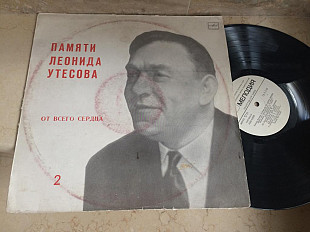 ПАМЯТИ
ЛЕОНИДА
УТЕСОВА
ОТ ВСЕГО СЕРДЦА
2
МЕЛОДИЯ